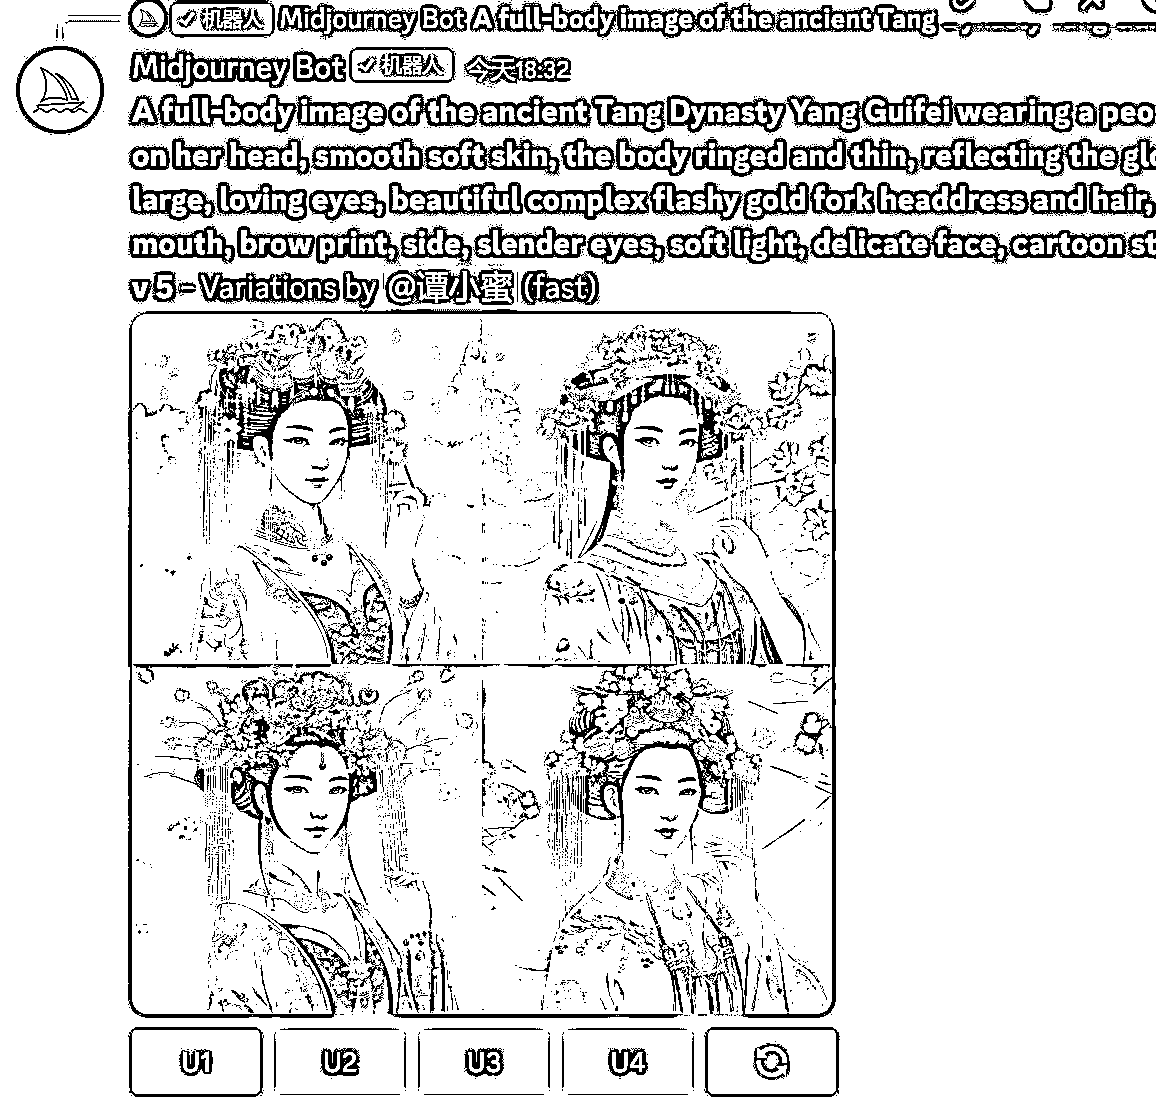 机器人 Midjourney Bot A full-body image of the ancient Tang
Midjourney Bot 机器人 今天18:32
A full-body image of the ancient Tang Dynasty Yang Guifei wearing a peo
on her head, smooth soft skin, the body ringed and thin, reflecting the glo
large, loving eyes, beautiful complex flashy gold fork headdress and hair,
mouth, brow print, side, slender eyes, soft light, delicate face, cartoon st
v 5 - Variations by @谭小蜜 (fast)
U1 U2 U3 U4